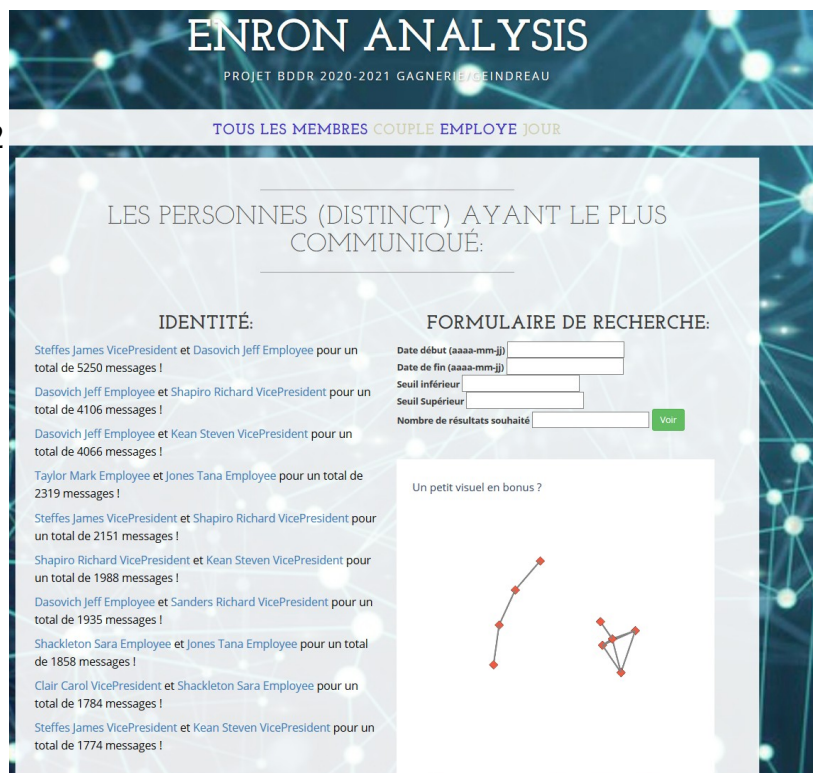 ENRON ANALYSIS
PROJET BDDR 2020-2021 GAGNERIE/GEINDREAU
2
TOUS LES MEMBRES COUPLE EMPLOYE JOUR
LES PERSONNES (DISTINCT) AYANT LE PLUS
COMMUNIQUÉ:
IDENTITÉ:
Steffes James VicePresident et Dasovich Jeff Employee pour un
total de 5250 messages !
Dasovich Jeff Employee et Shapiro Richard VicePresident pour un
total de 4106 messages !
Dasovich Jeff Employee et Kean Steven VicePresident pour un
total de 4066 messages !
Taylor Mark Employee et Jones Tana Employee pour un total de
2319 messages !
Steffes James VicePresident et Shapiro Richard VicePresident pour
un total de 2151 messages !
Shapiro Richard VicePresident et Kean Steven VicePresident pour
un total de 1988 messages !
Dasovich Jeff Employee et Sanders Richard VicePresident pour un
total de 1935 messages !
Shackleton Sara Employee et Jones Tana Employee pour un total
de 1858 messages !
Clair Carol VicePresident et Shackleton Sara Employee pour un
total de 1784 messages !
Steffes James VicePresident et Kean Steven VicePresident pour un
total de 1774 messages !
FORMULAIRE DE RECHERCHE:
Date début (aaaa-mm-jj)
Date de fin (aaaa-mm-jj)
Seuil inférieur
Seuil Supérieur
Nombre de résultats souhaité Voir
Un petit visuel en bonus ?